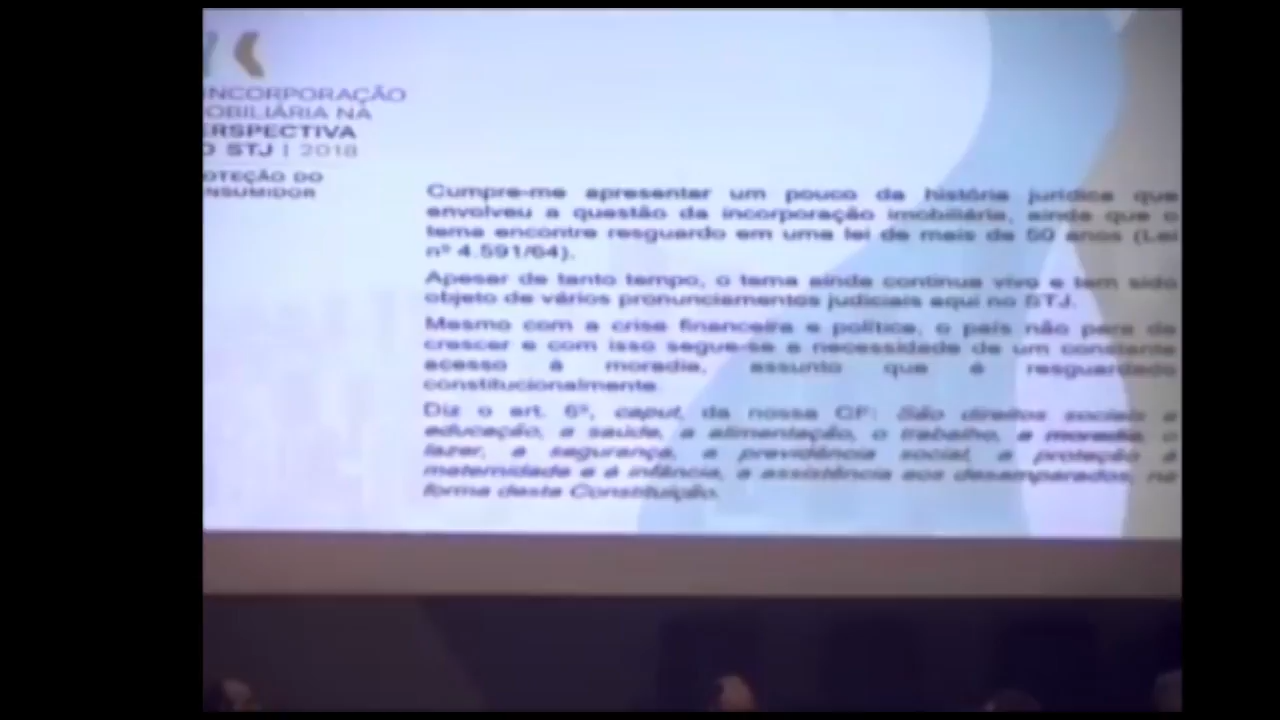 INCORPORAÇÃO
OBILIÁRIA NA
ERSPECTIVA
O STJ | 2018
OTEÇÃO DO
NSUMIDOR
Cumpre-me apresentar um pouco da história jurídica que
envolveu a questão da incorporação imobiliária, ainda que o
tema encontre resguardo em uma lei de mais de 50 anos (Lei
nº 4.591/64).
Apesar de tanto tempo, o tema ainda continua vivo e tem sido
objeto de vários pronunciamentos judiciais aqui no STJ.
Mesmo com a crise financeira e política, o país não para de
crescer e com isso segue-se a necessidade de um constante
acesso à moradia, assunto que é resguardado
constitucionalmente.
Diz o art. 6º, caput, da nossa CF: São direitos sociais a
educação, a saúde, a alimentação, o trabalho, a moradia, o
lazer, a segurança, a previdência social, a proteção à
maternidade e à infância, a assistência aos desamparados, na
forma desta Constituição.